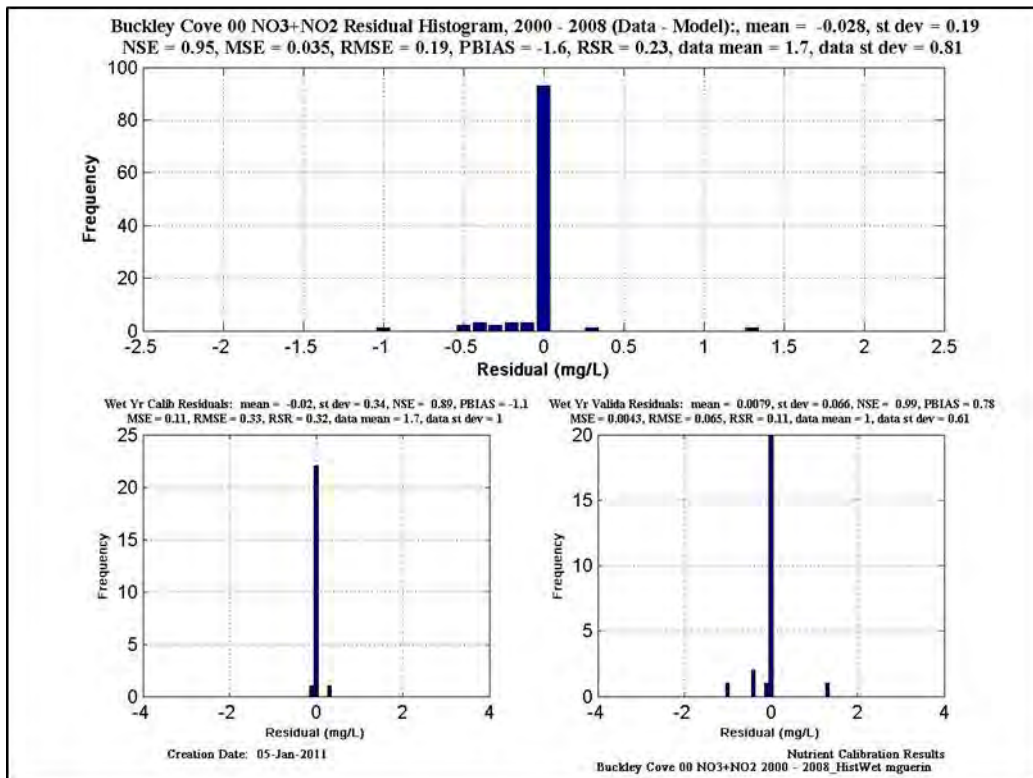 Buckley Cove 00 NO3+NO2 Residual Histogram, 2000 - 2008 (Data - Model):, mean = -0.028, st dev = 0.19
NSE = 0.95, MSE = 0.035, RMSE = 0.19, PBIAS = -1.6, RSR = 0.23, data mean = 1.7, data st dev = 0.81
100
80
60
40
20
0
Frequency
-2.5 -2 -1.5 -1 -0.5 0 0.5 1 1.5 2 2.5
Residual (mg/L)
Wet Yr Calib Residuals: mean = -0.02, st dev = 0.34, NSE = 0.89, PBIAS = -1.1
MSE = 0.11, RMSE = 0.33, RSR = 0.32, data mean = 1.7, data st dev = 1
25
20
15
10
5
0
Frequency
-4 -2 0 2 4
Residual (mg/L)
Wet Yr Valida Residuals: mean = 0.0079, st dev = 0.066, NSE = 0.99, PBIAS = 0.78
MSE = 0.0043, RMSE = 0.065, RSR = 0.11, data mean = 1, data st dev = 0.61
20
15
10
5
0
Frequency
-4 -2 0 2 4
Residual (mg/L)
Creation Date: 05-Jan-2011
Nutrient Calibration Results
Buckley Cove 00 NO3+NO2 2000 - 2008_HistWet mguerin